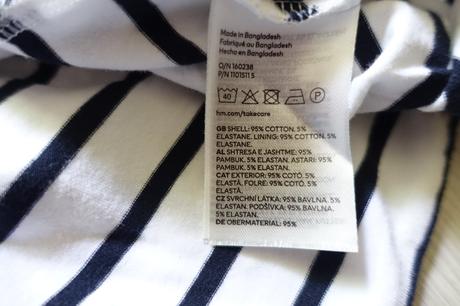 Made in Bangladesh
Fabriqué au Bangladesh
Hecho en Bangladesh
O/N 160238
P/N 1101511 5
40 P
hm.com/takecare
GB SHELL: 95% COTTON, 5%
ELASTANE. LINING: 95% COTTON, 5%
ELASTANE.
AL SHTRESA E JASHTME: 95%
PAMBUK, 5% ELASTAN. ASTARI: 95%
PAMBUK, 5% ELASTAN.
CAT EXTERIOR: 95% COTÓ, 5%
ELASTÀ, FOLRE: 95% COTÓ, 5%
ELASTÀ.
CZ SVRCHNÍ LÁTKA: 95% BAVLNA, 5%
ELASTAN. PODŠÍVKA: 95% BAVLNA,
5% ELASTAN.
DE OBERMATERIAL: 95%